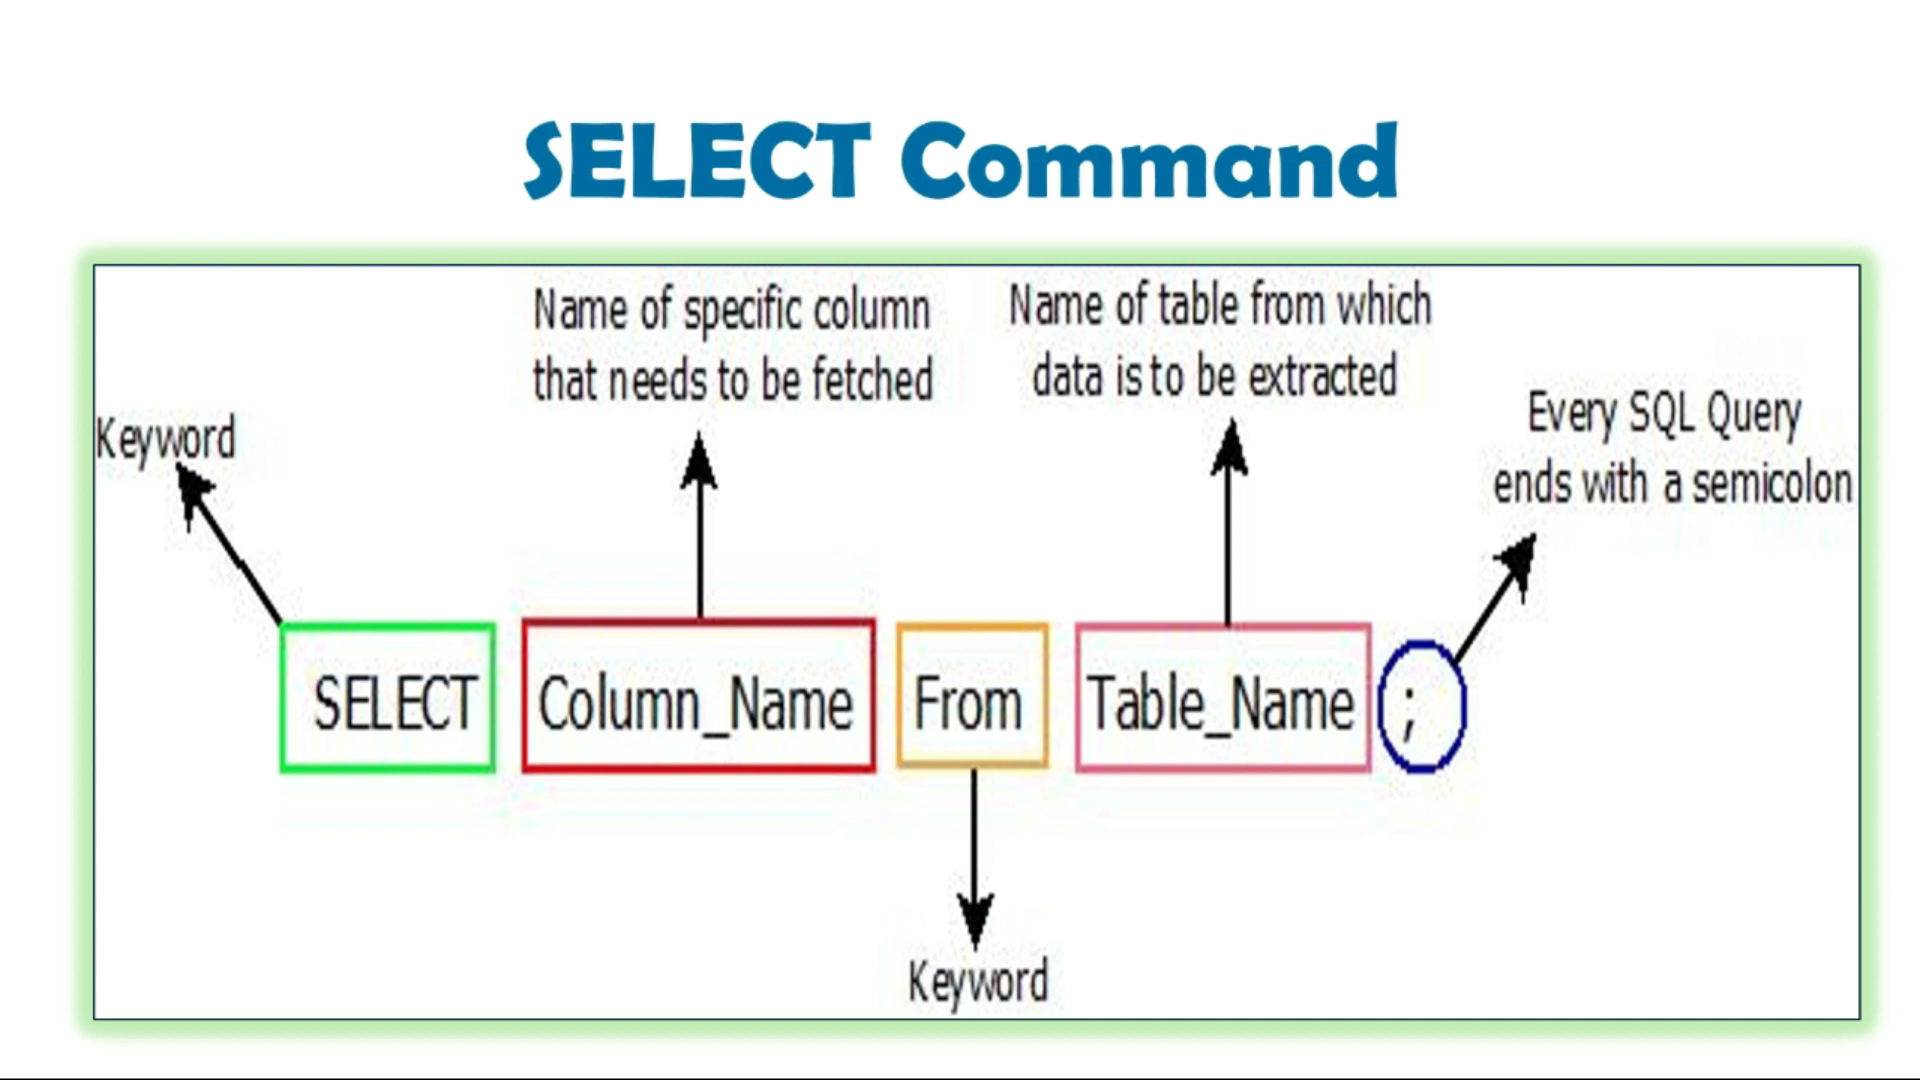 SELECT Command
Name of specific column
that needs to be fetched
Name of table from which
data is to be extracted
Keyword
Every SQL Query
ends with a semicolon
SELECT Column_Name From Table_Name ;
Keyword